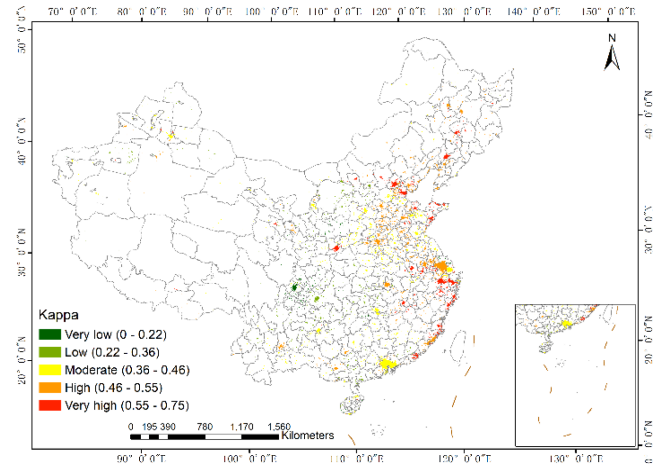 70° 0′0″E 80° 0′0″E 90° 0′0″E 100° 0′0″E 110° 0′0″E 120° 0′0″E 130° 0′0″E 140° 0′0″E 150° 0′0″E
N
50° 0′0″N
40° 0′0″N
30° 0′0″N
20° 0′0″N
40° 0′0″N
30° 0′0″N
20° 0′0″N
Kappa
Very low (0 - 0.22)
Low (0.22 - 0.36)
Moderate (0.36 - 0.46)
High (0.46 - 0.55)
Very high (0.55 - 0.75)
0 195 390 780 1,170 1,560
Kilometers
90° 0′0″E 100° 0′0″E 110° 0′0″E 120° 0′0″E 130° 0′0″E